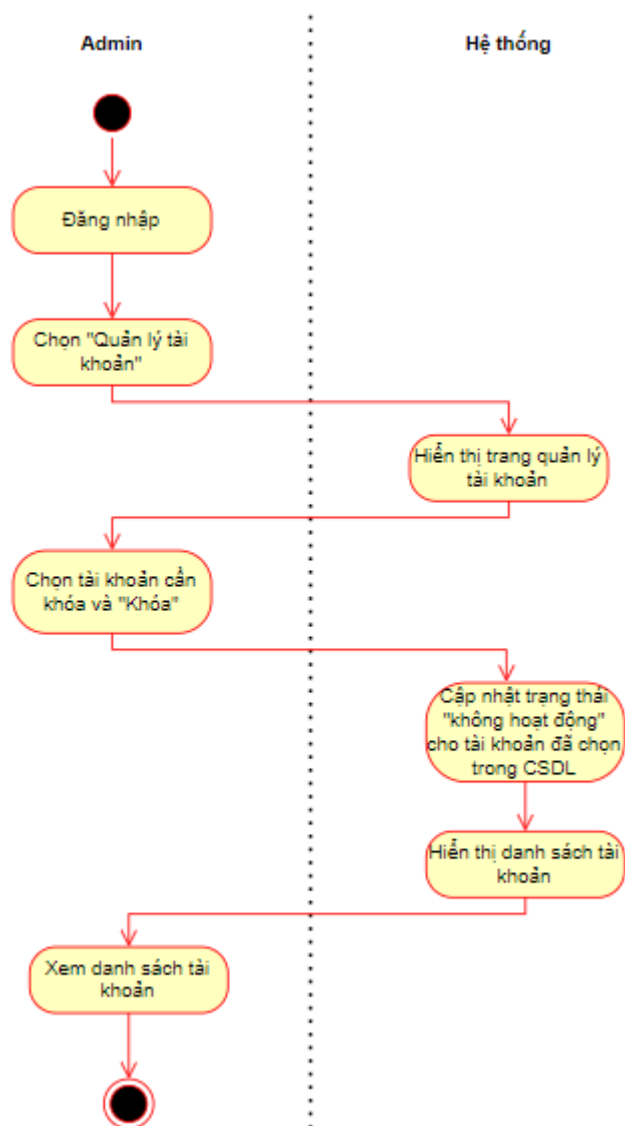 Admin
Hệ thống
Đăng nhập
Chọn "Quản lý tài
khoản"
Hiển thị trang quản lý
tài khoản
Chọn tài khoản cần
khóa và "Khóa"
Cập nhật trạng thái
"không hoạt động"
cho tài khoản đã chọn
trong CSDL
Hiển thị danh sách tài
khoản
Xem danh sách tài
khoản